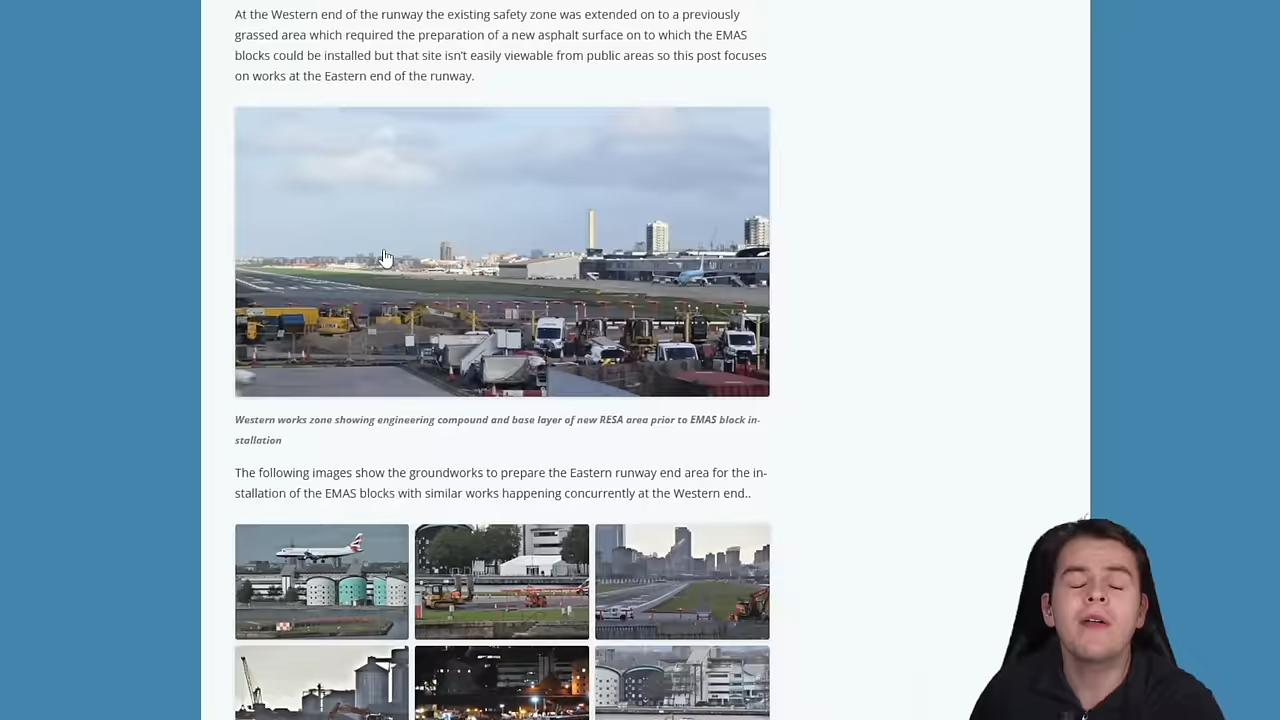 At the Western end of the runway the existing safety zone was extended on to a previously
grassed area which required the preparation of a new asphalt surface on to which the EMAS
blocks could be installed but that site isn’t easily viewable from public areas so this post focuses
on works at the Eastern end of the runway.
Western works zone showing engineering compound and base layer of new RESA area prior to EMAS block in-
stallation
The following images show the groundworks to prepare the Eastern runway end area for the in-
stallation of the EMAS blocks with similar works happening concurrently at the Western end..